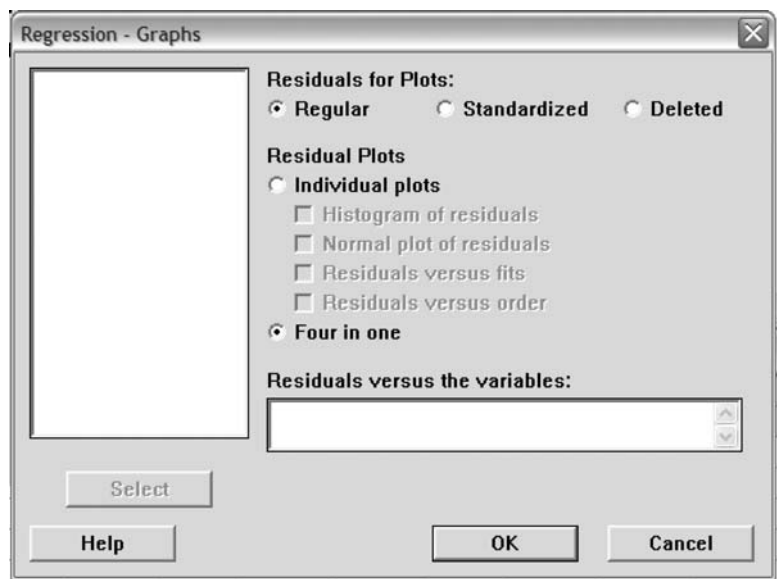 Regression - Graphs
Residuals for Plots:
Regular Standardized Deleted
Residual Plots
Individual plots
Histogram of residuals
Normal plot of residuals
Residuals versus fits
Residuals versus order
Four in one
Residuals versus the variables:
Select
Help OK Cancel